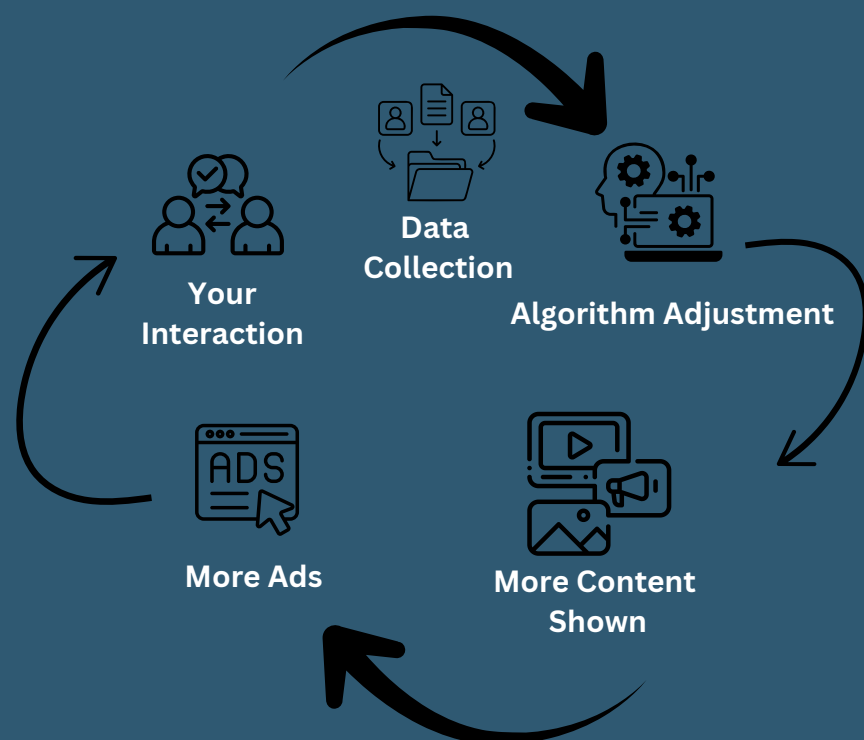 Data
Collection
Your
Interaction
Algorithm Adjustment
ADS
More Ads
More Content
Shown